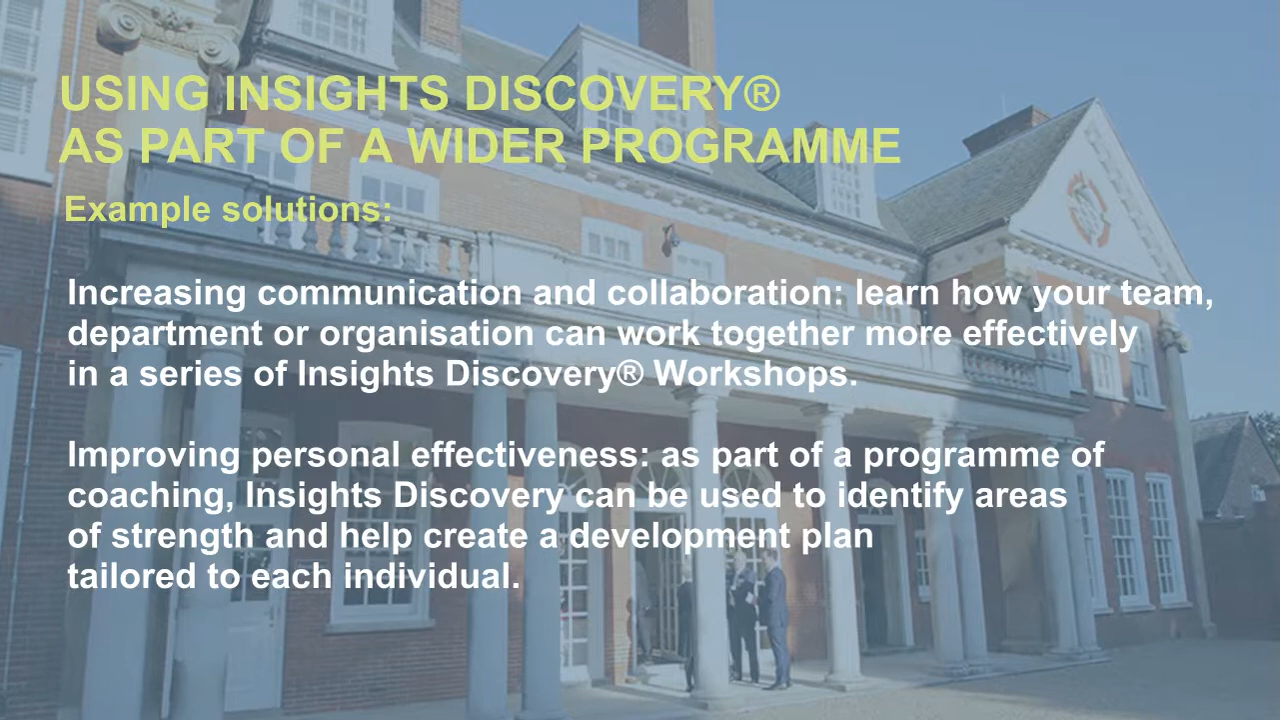 USING INSIGHTS DISCOVERY®
AS PART OF A WIDER PROGRAMME
Example solutions:
Increasing communication and collaboration: learn how your team,
department or organisation can work together more effectively
in a series of Insights Discovery® Workshops.
Improving personal effectiveness: as part of a programme of
coaching, Insights Discovery can be used to identify areas
of strength and help create a development plan
tailored to each individual.